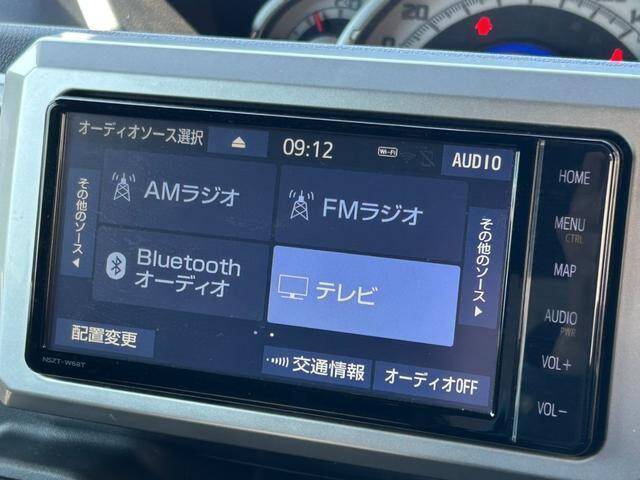 20
100
120
オーディオソース選択
09:12
Wi-Fi
AUDIO
その他のソース
AMラジオ
FMラジオ
Bluetooth
オーディオ
テレビ
その他のソース
配置変更
交通情報
オーディオOFF
NSZT-W68T
HOME
MENU
CTRL
MAP
AUDIO
PWR
VOL+
VOL−